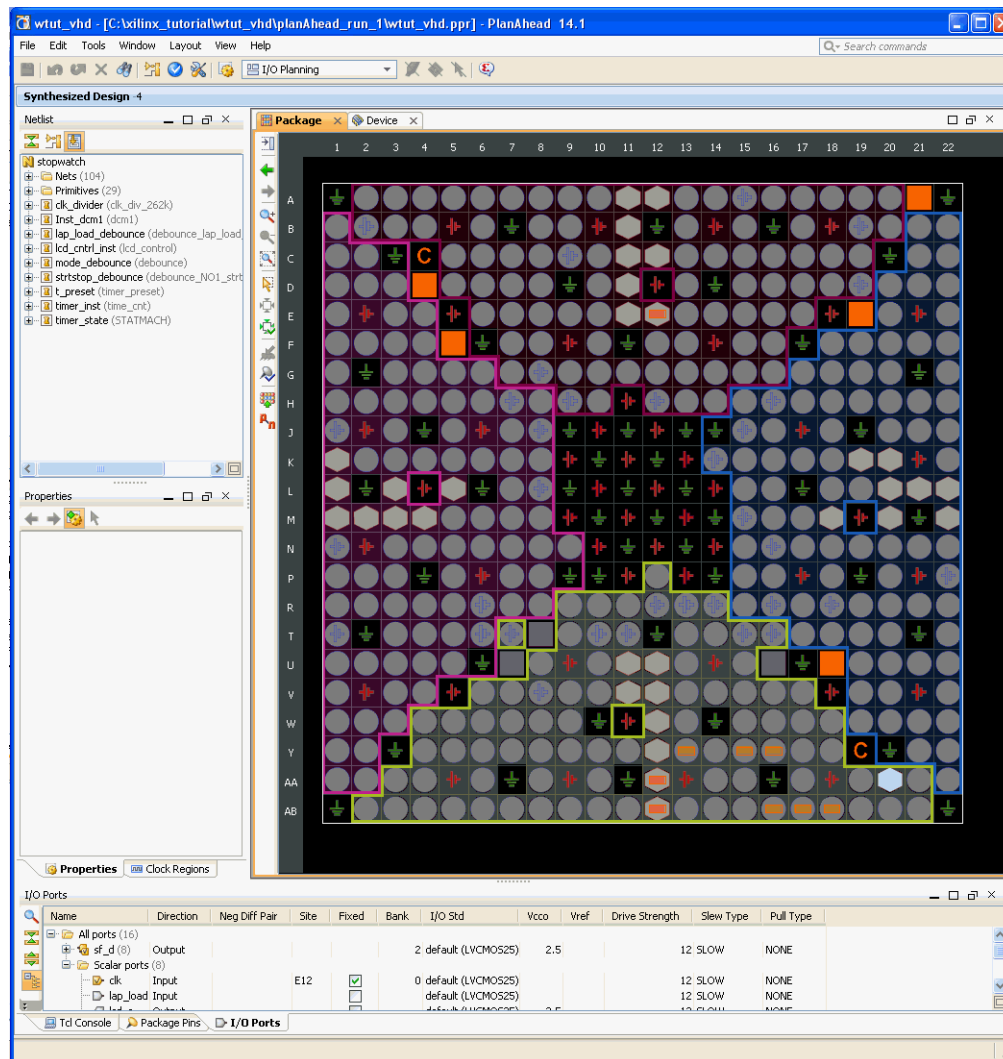 wtut_vhd - [C:\xilinx_tutorial\wtut_vhd\planAhead_run_1\wtut_vhd.ppr] - PlanAhead 14.1
File Edit Tools Window Layout View Help
Search commands
I/O Planning
Synthesized Design -4
Netlist
stopwatch
Nets (104)
Primitives (29)
clk_divider (clk_div_262k)
Inst_dcm1 (dcm1)
lap_load_debounce (debounce_lap_load_
lcd_cntrl_inst (lcd_control)
mode_debounce (debounce)
strtstop_debounce (debounce_NO1_strt
t_preset (timer_preset)
timer_inst (time_cnt)
timer_state (STATMACH)
Properties
Properties Clock Regions
Package Device
1 2 3 4 5 6 7 8 9 10 11 12 13 14 15 16 17 18 19 20 21 22
A
B
C C
D
E
F
G
H
J
K
L
M
N
P
R
T
U
V
W
Y C
AA
AB
I/O Ports
Name Direction Neg Diff Pair Site Fixed Bank I/O Std Vcco Vref Drive Strength Slew Type Pull Type
All ports (16)
sf_d (8) Output 2 default (LVCMOS25) 2.5 12 SLOW NONE
Scalar ports (8)
clk Input E12 0 default (LVCMOS25) 12 SLOW NONE
lap_load Input default (LVCMOS25) 12 SLOW NONE
Tcl Console Package Pins I/O Ports